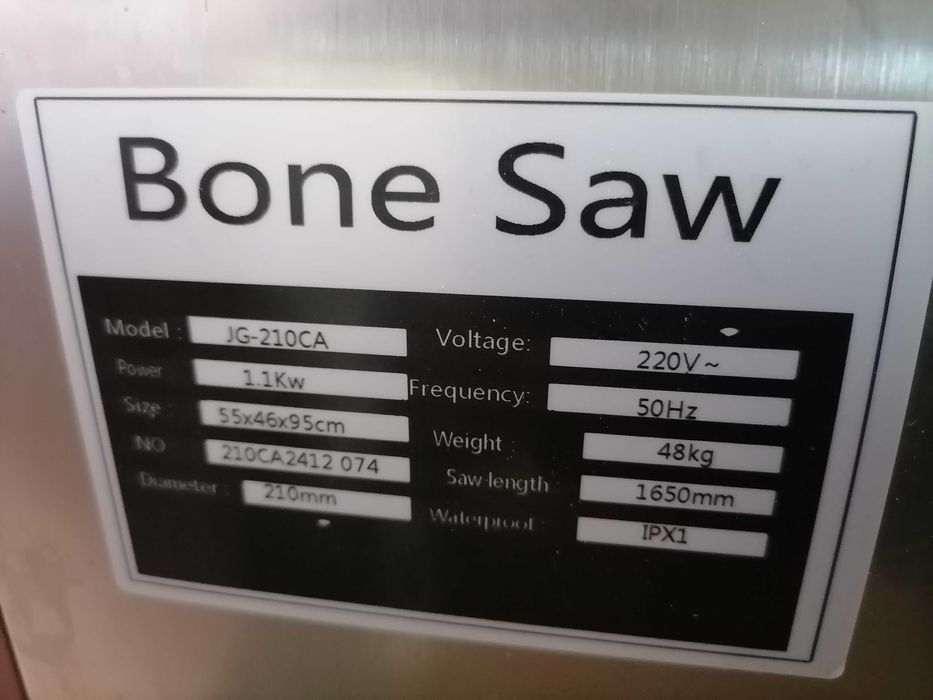 Bone Saw
Model : JG-210CA
Power : 1.1Kw
Size : 55x46x95cm
NO 210CA2412 074
Diameter : 210mm
Voltage: 220V~
Frequency: 50Hz
Weight : 48kg
Saw length 1650mm
Waterproof IPX1